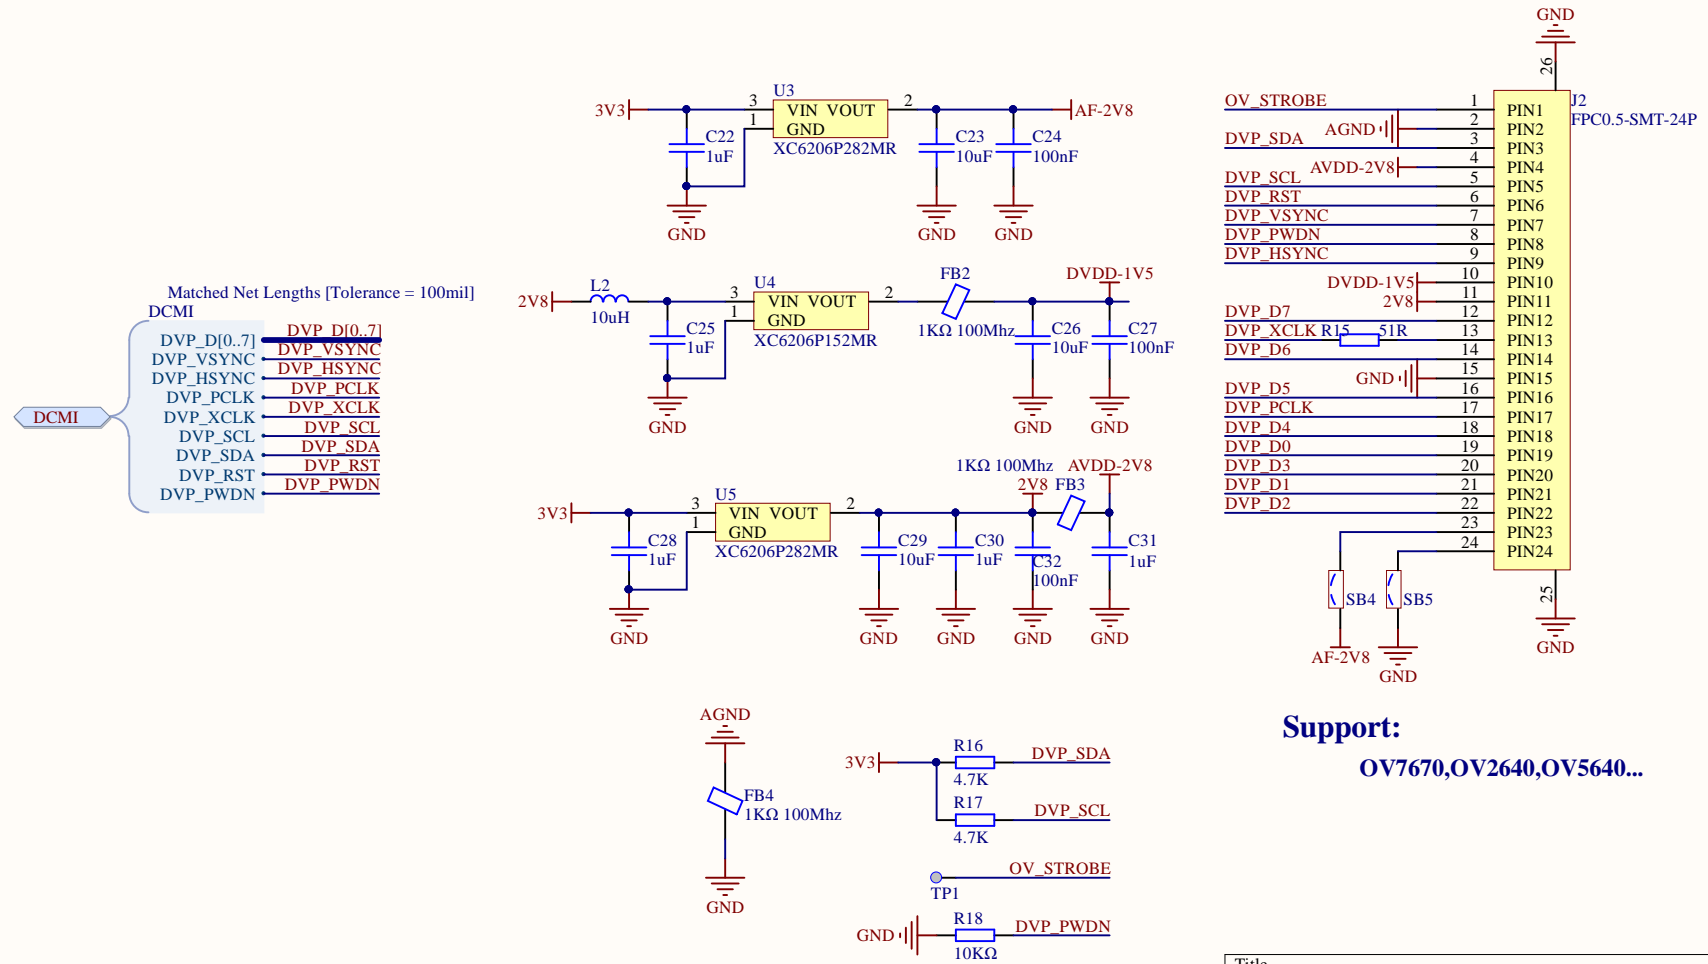 Matched Net Lengths [Tolerance = 100mil]
DCMI
DCMI
DVP_D[0..7] DVP_D[0..7]
DVP_VSYNC DVP_VSYNC
DVP_HSYNC DVP_HSYNC
DVP_PCLK DVP_PCLK
DVP_XCLK DVP_XCLK
DVP_SCL DVP_SCL
DVP_SDA DVP_SDA
DVP_RST DVP_RST
DVP_PWDN DVP_PWDN
U3
3V3 3 VIN VOUT 2 AF-2V8
1 GND
XC6206P282MR
C22
1uF
C23
10uF
C24
100nF
GND
GND
GND
U4
2V8 L2 3 VIN VOUT 2 FB2 DVDD-1V5
10uH 1 GND 1KΩ 100Mhz
XC6206P152MR
C25
1uF
C26
10uF
C27
100nF
GND
GND
GND
U5
3V3 3 VIN VOUT 2 2V8 FB3 AVDD-2V8
1 GND 1KΩ 100Mhz
XC6206P282MR
C28
1uF
C29
10uF
C30
1uF
C32
100nF
C31
1uF
GND
GND
GND
GND
GND
AGND
FB4
1KΩ 100Mhz
GND
3V3 R16 DVP_SDA
4.7K
R17 DVP_SCL
4.7K
OV_STROBE
TP1
GND R18 DVP_PWDN
10KΩ
GND
26
J2
FPC0.5-SMT-24P
OV_STROBE 1 PIN1
AGND 2 PIN2
DVP_SDA 3 PIN3
AVDD-2V8 4 PIN4
DVP_SCL 5 PIN5
DVP_RST 6 PIN6
DVP_VSYNC 7 PIN7
DVP_PWDN 8 PIN8
DVP_HSYNC 9 PIN9
DVDD-1V5 10 PIN10
2V8 11 PIN11
DVP_D7 12 PIN12
DVP_XCLK R15 51R 13 PIN13
DVP_D6 14 PIN14
GND 15 PIN15
DVP_D5 16 PIN16
DVP_PCLK 17 PIN17
DVP_D4 18 PIN18
DVP_D0 19 PIN19
DVP_D3 20 PIN20
DVP_D1 21 PIN21
DVP_D2 22 PIN22
23 PIN23
24 PIN24
SB4
SB5
25
AF-2V8
GND
GND
Support:
OV7670,OV2640,OV5640...
Title